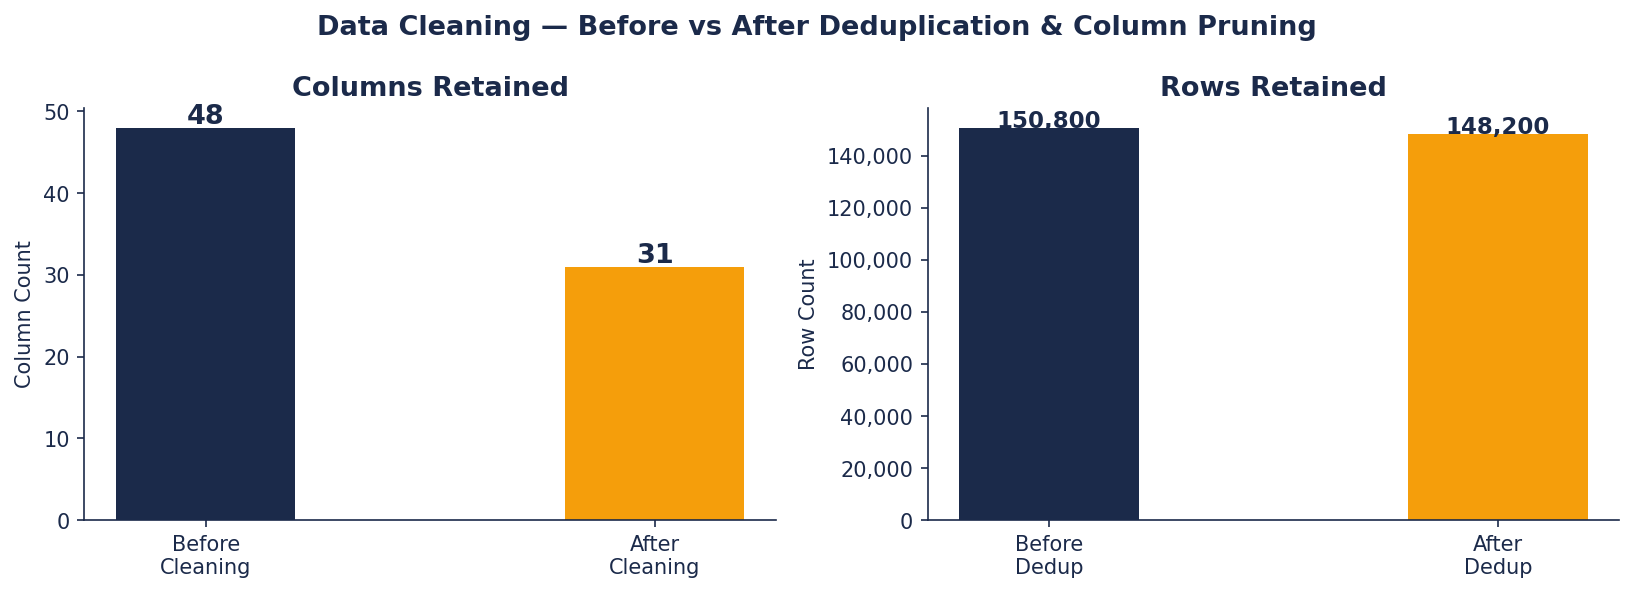 Data Cleaning — Before vs After Deduplication & Column Pruning
Columns Retained
48
31
50
40
30
20
10
0
Column Count
Before
Cleaning
After
Cleaning
Rows Retained
150,800
148,200
140,000
120,000
100,000
80,000
60,000
40,000
20,000
0
Row Count
Before
Dedup
After
Dedup